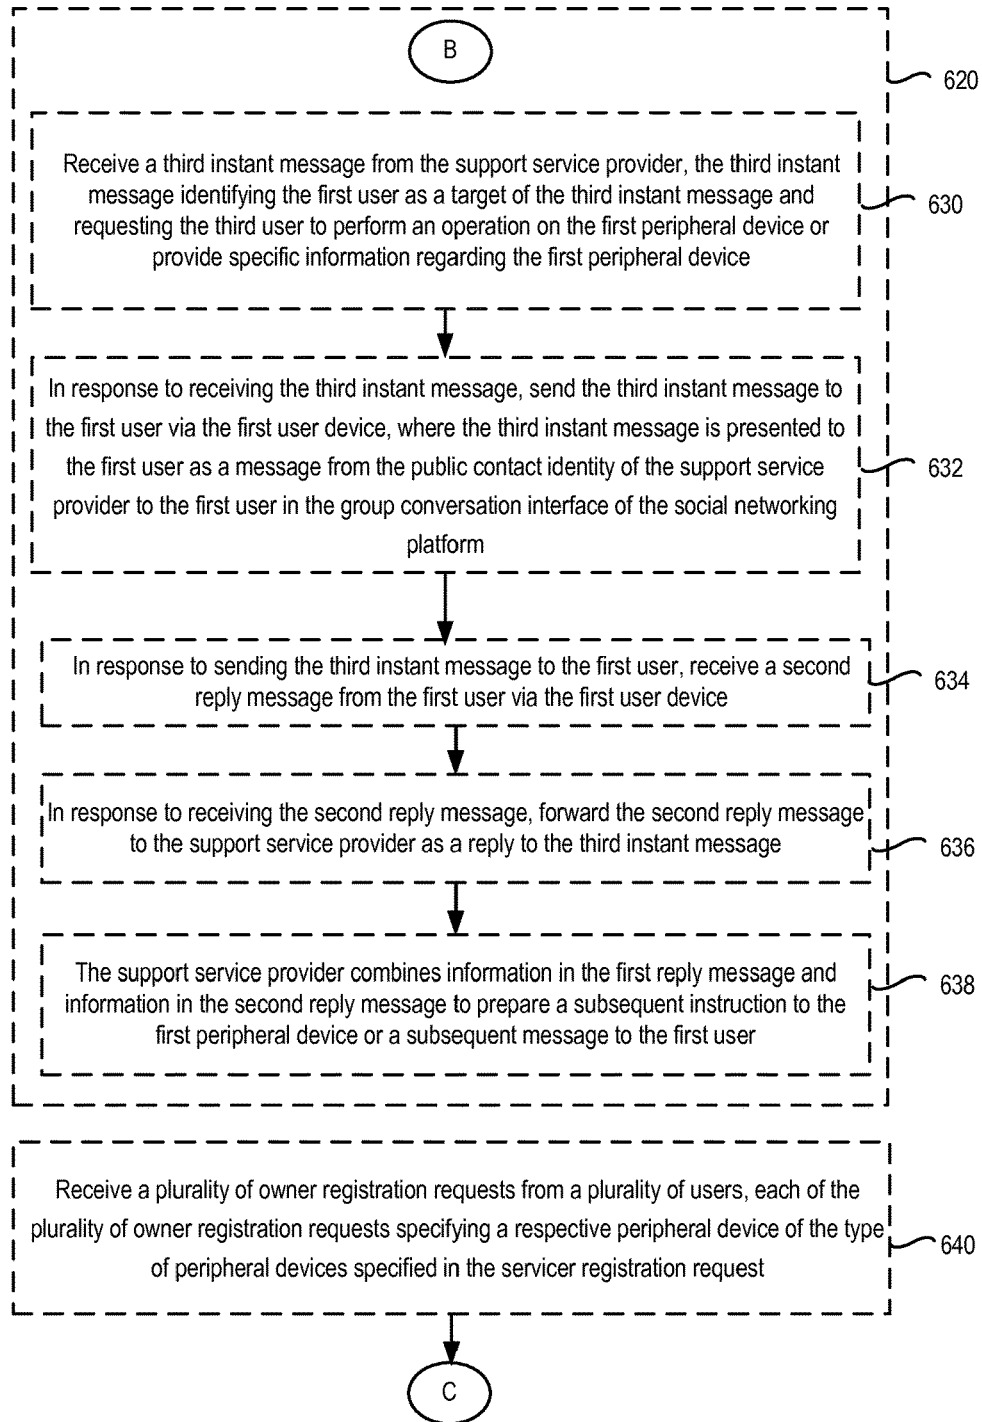 B
620
Receive a third instant message from the support service provider, the third instant
message identifying the first user as a target of the third instant message and
requesting the third user to perform an operation on the first peripheral device or
provide specific information regarding the first peripheral device
630
In response to receiving the third instant message, send the third instant message to
the first user via the first user device, where the third instant message is presented to
the first user as a message from the public contact identity of the support service
provider to the first user in the group conversation interface of the social networking
platform
632
In response to sending the third instant message to the first user, receive a second
reply message from the first user via the first user device
634
In response to receiving the second reply message, forward the second reply message
to the support service provider as a reply to the third instant message
636
The support service provider combines information in the first reply message and
information in the second reply message to prepare a subsequent instruction to the
first peripheral device or a subsequent message to the first user
638
Receive a plurality of owner registration requests from a plurality of users, each of the
plurality of owner registration requests specifying a respective peripheral device of the type
of peripheral devices specified in the servicer registration request
640
C